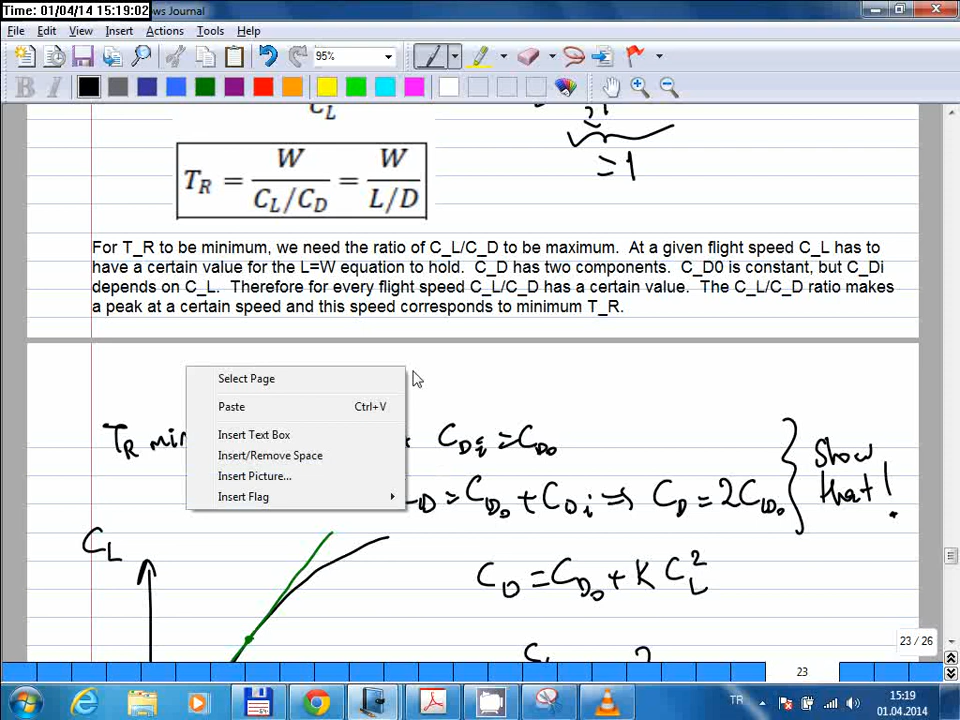 Time: 01/04/14 15:19:02
ws Journal
File Edit View Insert Actions Tools Help
95%
B I
C_L
= 1
T_R = W / (C_L/C_D) = W / (L/D)
For T_R to be minimum, we need the ratio of C_L/C_D to be maximum. At a given flight speed C_L has to
have a certain value for the L=W equation to hold. C_D has two components. C_D0 is constant, but C_Di
depends on C_L. Therefore for every flight speed C_L/C_D has a certain value. The C_L/C_D ratio makes
a peak at a certain speed and this speed corresponds to minimum T_R.
Select Page
Paste Ctrl+V
Insert Text Box
Insert/Remove Space
Insert Picture...
Insert Flag
T_R min C_Di = C_D0
D = C_D0 + C_Di ⇒ C_D = 2C_D0
Show
that!
C_L
C_D = C_D0 + K C_L^2
23 / 26
23
TR
15:19
01.04.2014